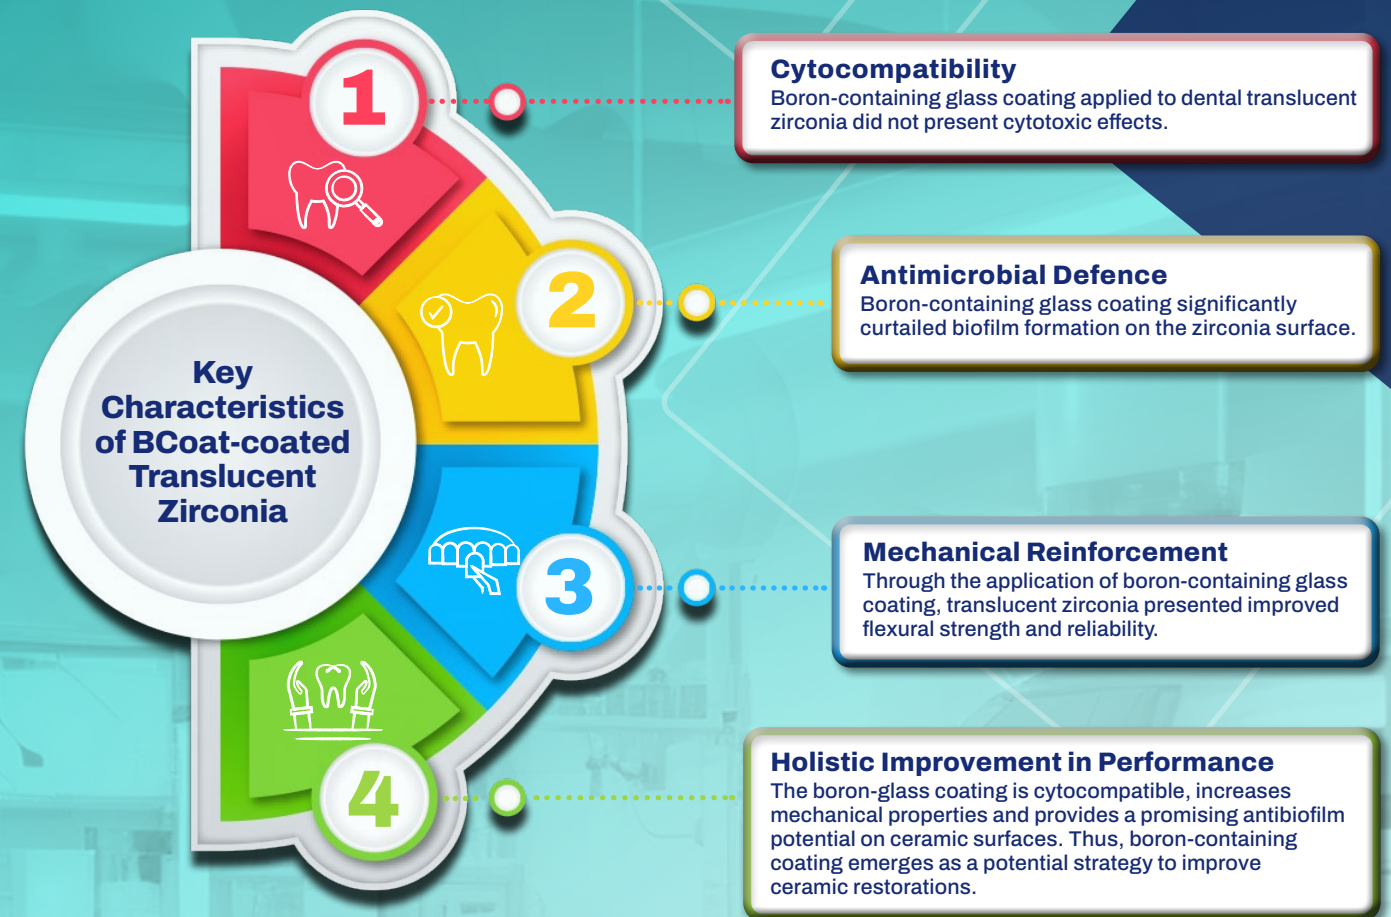 Key
Characteristics
of BCoat-coated
Translucent
Zirconia
1
Cytocompatibility
Boron-containing glass coating applied to dental translucent
zirconia did not present cytotoxic effects.
2
Antimicrobial Defence
Boron-containing glass coating significantly
curtailed biofilm formation on the zirconia surface.
3
Mechanical Reinforcement
Through the application of boron-containing glass
coating, translucent zirconia presented improved
flexural strength and reliability.
4
Holistic Improvement in Performance
The boron-glass coating is cytocompatible, increases
mechanical properties and provides a promising antibiofilm
potential on ceramic surfaces. Thus, boron-containing
coating emerges as a potential strategy to improve
ceramic restorations.